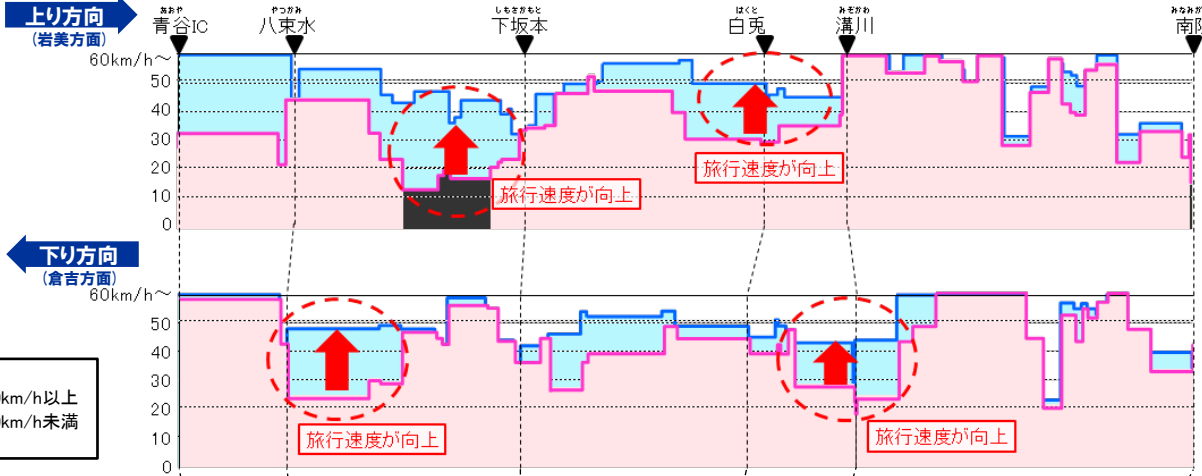 上り方向
(岩美方面)
あおや
青谷IC
やつかみ
八束水
しもさかもと
下坂本
はくと
白兎
みぞかわ
溝川
みなみが
南
60km/h～
50
40
30
20
10
0
旅行速度が向上
旅行速度が向上
下り方向
(倉吉方面)
60km/h～
50
40
30
20
10
0
km/h以上
km/h未満
旅行速度が向上
旅行速度が向上